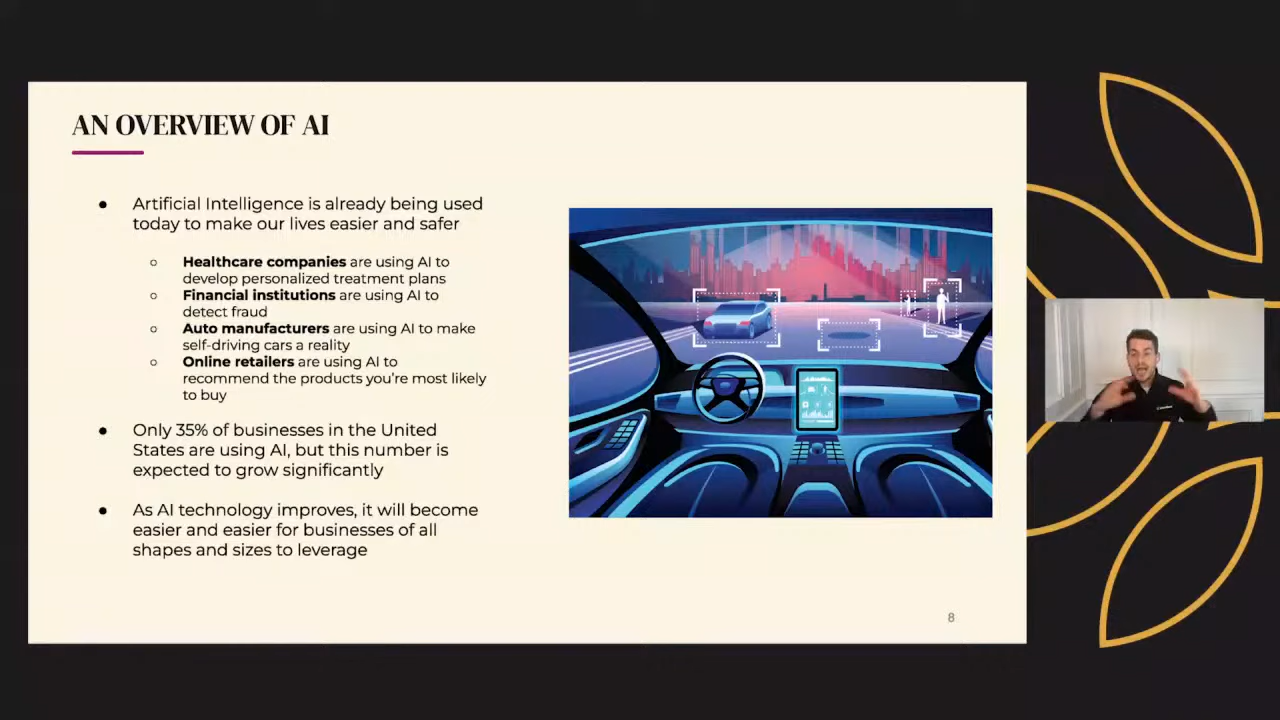 AN OVERVIEW OF AI
● Artificial Intelligence is already being used
today to make our lives easier and safer
○ Healthcare companies are using AI to
develop personalized treatment plans
○ Financial institutions are using AI to
detect fraud
○ Auto manufacturers are using AI to make
self-driving cars a reality
○ Online retailers are using AI to
recommend the products you're most likely
to buy
● Only 35% of businesses in the United
States are using AI, but this number is
expected to grow significantly
● As AI technology improves, it will become
easier and easier for businesses of all
shapes and sizes to leverage
8